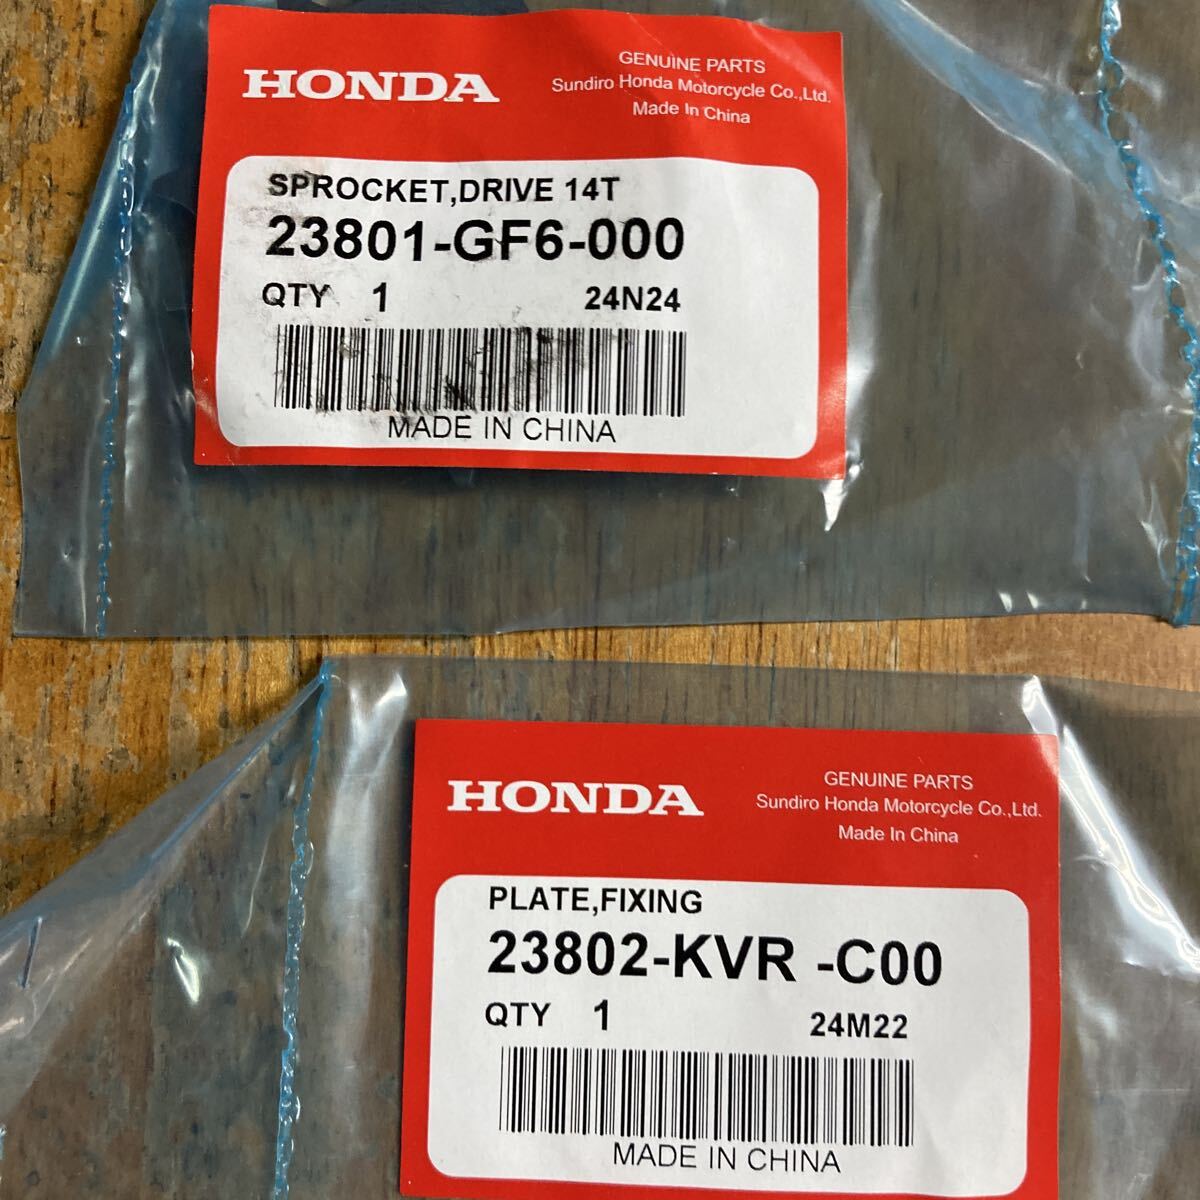 HONDA
GENUINE PARTS
Sundiro Honda Motorcycle Co.,Ltd.
Made In China
SPROCKET,DRIVE 14T
23801-GF6-000
QTY 1 24N24
MADE IN CHINA
HONDA
GENUINE PARTS
Sundiro Honda Motorcycle Co.,Ltd.
Made In China
PLATE,FIXING
23802-KVR -C00
QTY 1 24M22
MADE IN CHINA